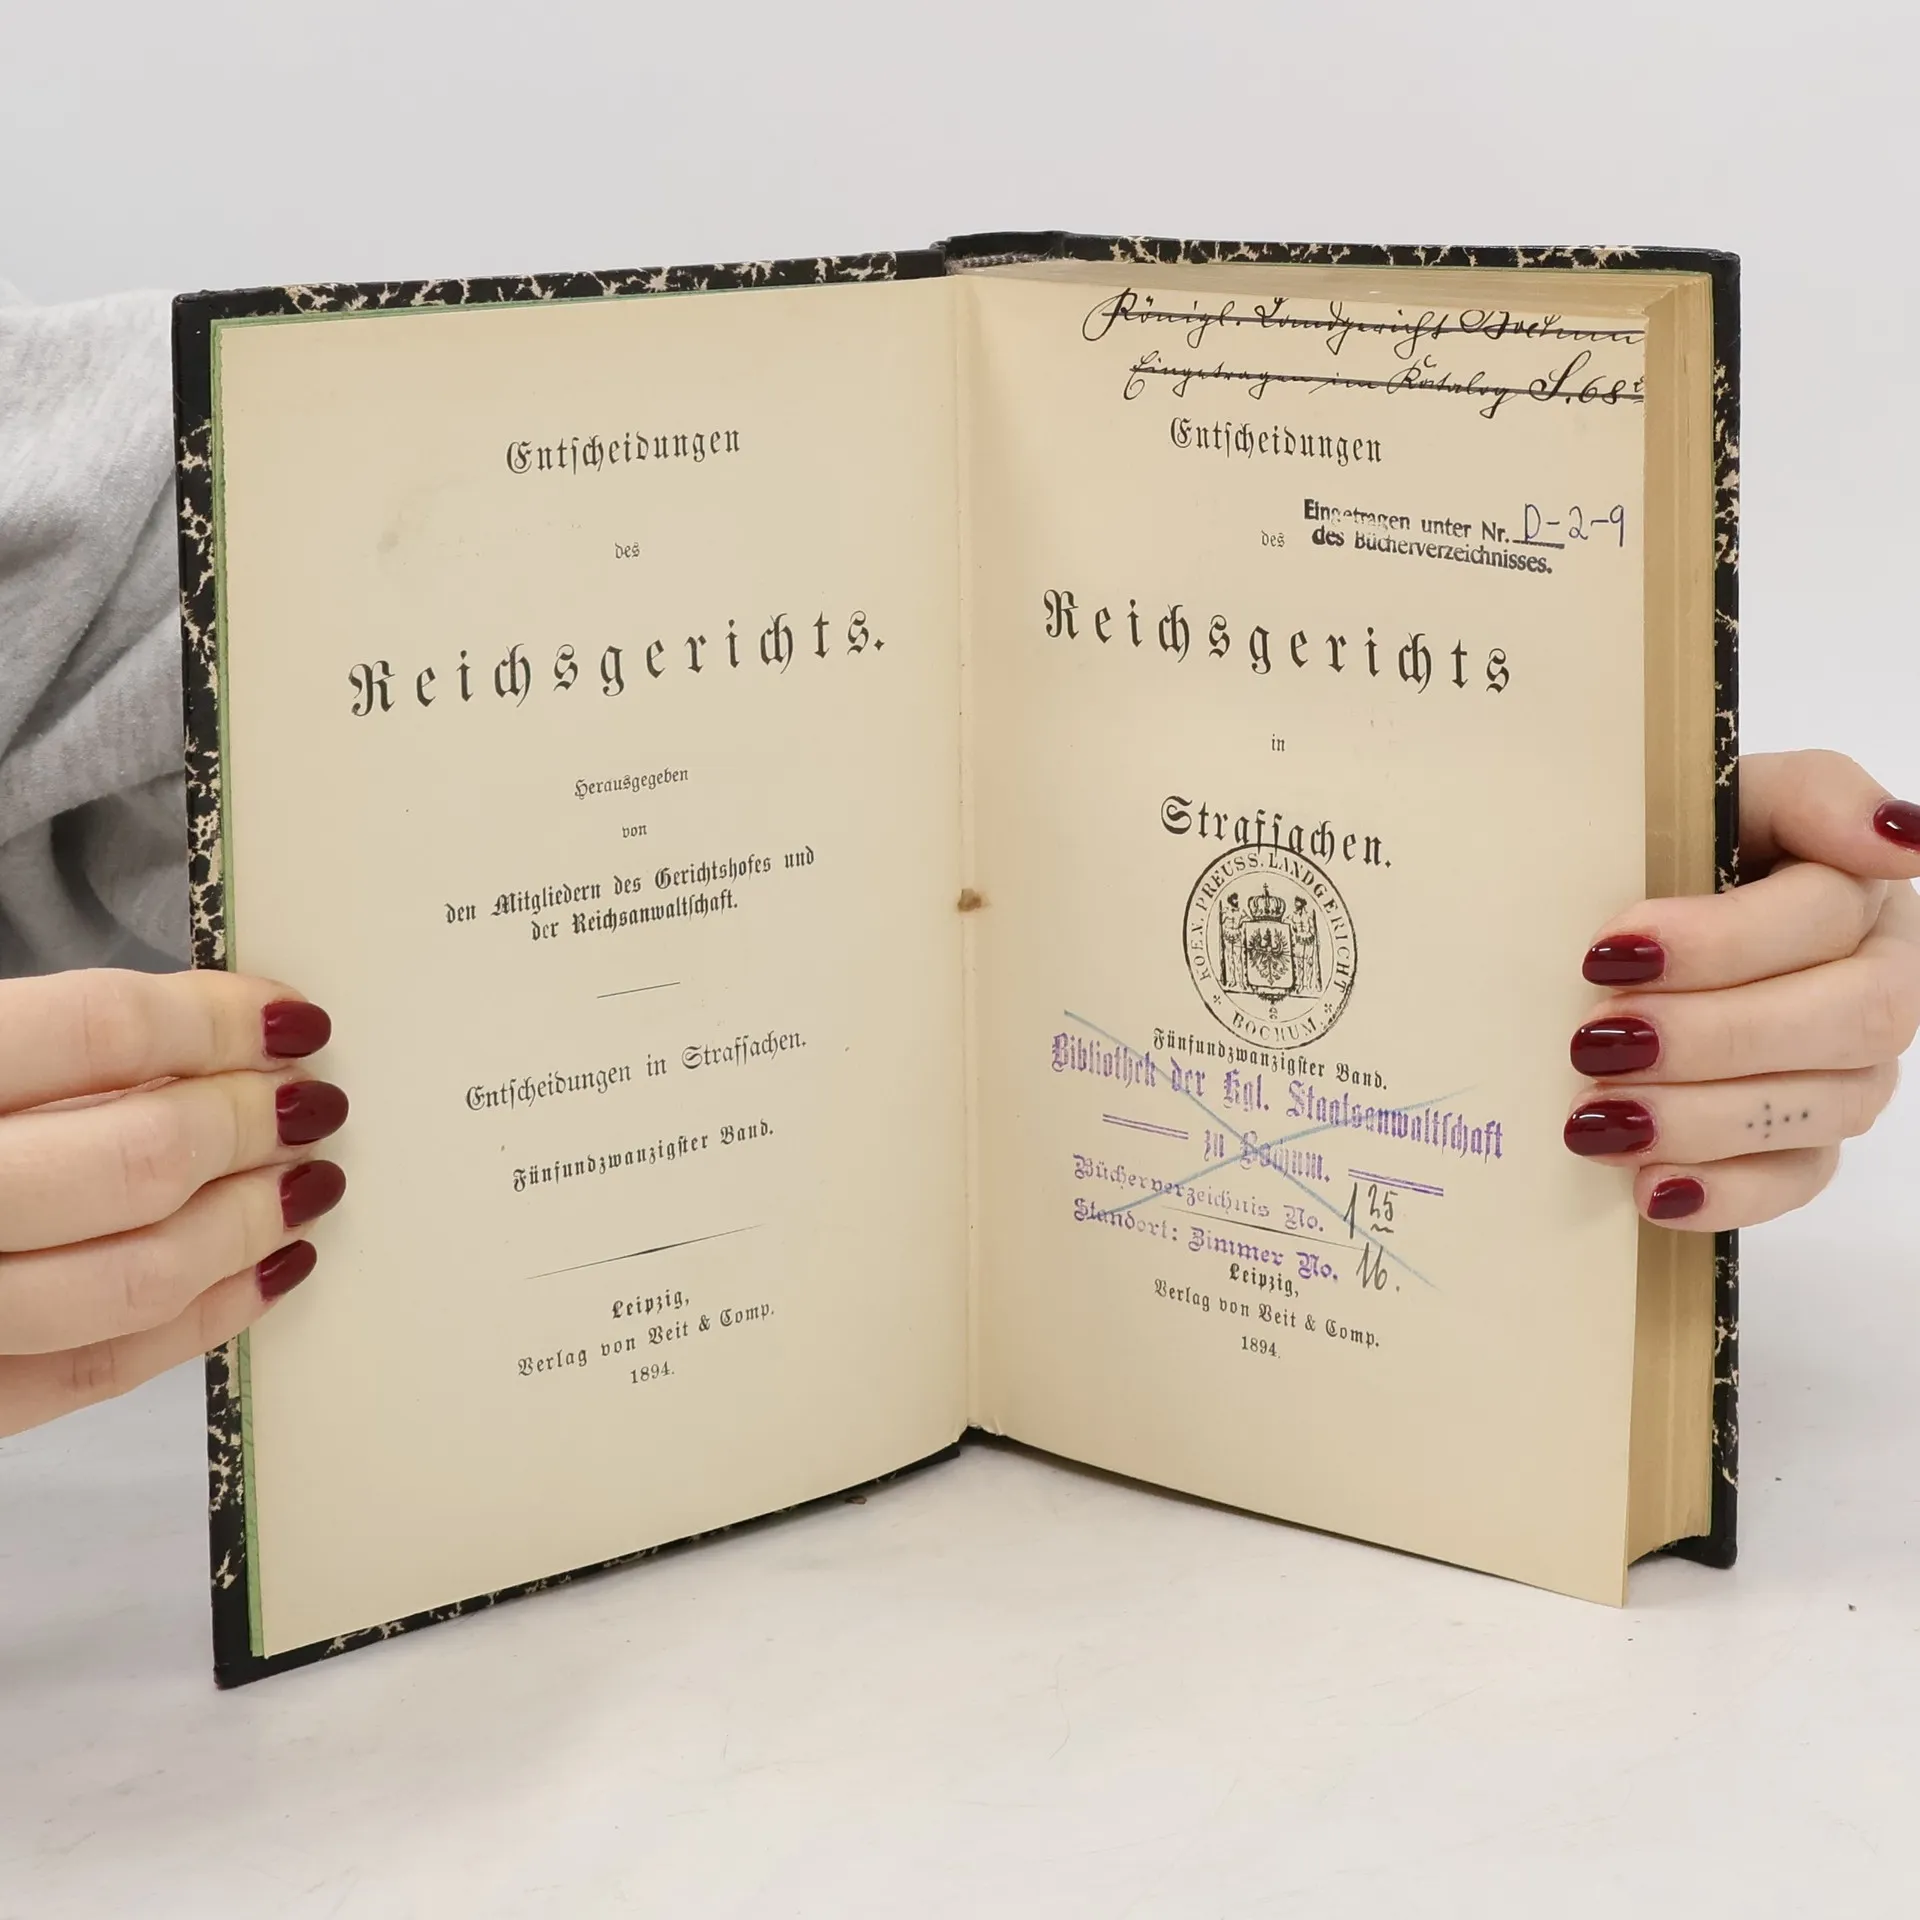 Entscheidungen
des
Reichsgerichts.
Herausgegeben
von
den Mitgliedern des Gerichtshofes und
der Reichsanwaltschaft.
Entscheidungen in Strafsachen.
Fünfundzwanzigster Band.
Leipzig,
Verlag von Veit & Comp.
1894.
Königl. Landgericht Bochum
Eingetragen im Katalog S. 68
Entscheidungen
des
Eingetragen unter Nr. D-2-9
des Bücherverzeichnisses.
Reichsgerichts
in
Strafsachen.
KOEN. PREUSS. LANDGERICHT
BOCHUM
Fünfundzwanzigster Band.
Bibliothek der Kgl. Staatsanwaltschaft
zu Bochum.
Bücherverzeichnis No. 125
Standort: Zimmer No. 16.
Leipzig,
Verlag von Veit & Comp.
1894.